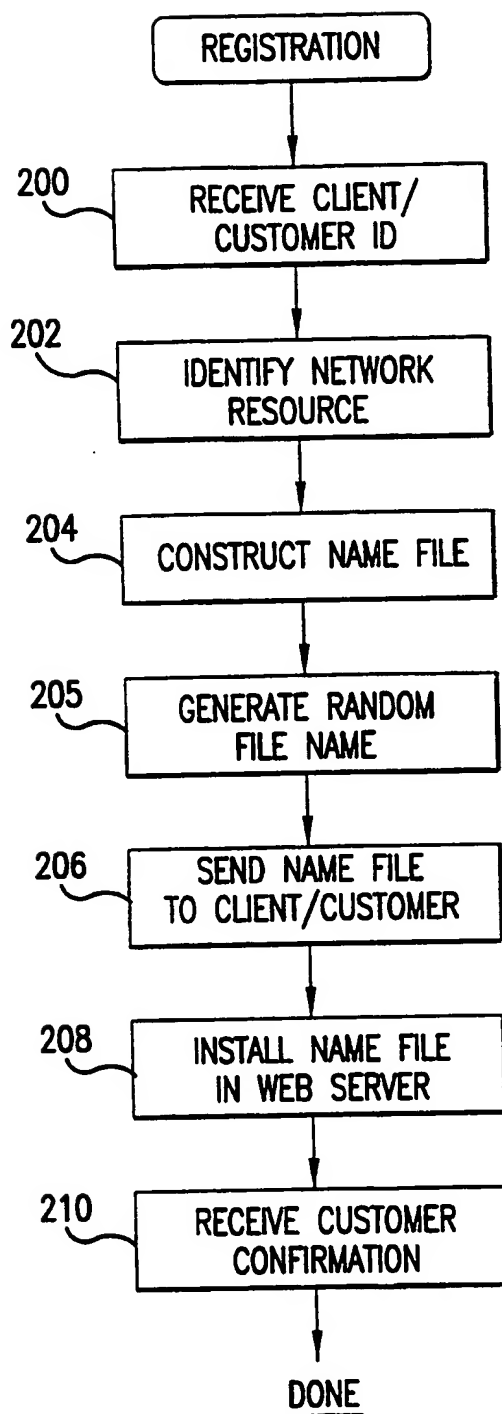 REGISTRATION
200
RECEIVE CLIENT/
CUSTOMER ID
202
IDENTIFY NETWORK
RESOURCE
204
CONSTRUCT NAME FILE
205
GENERATE RANDOM
FILE NAME
206
SEND NAME FILE
TO CLIENT/CUSTOMER
208
INSTALL NAME FILE
IN WEB SERVER
210
RECEIVE CUSTOMER
CONFIRMATION
DONE